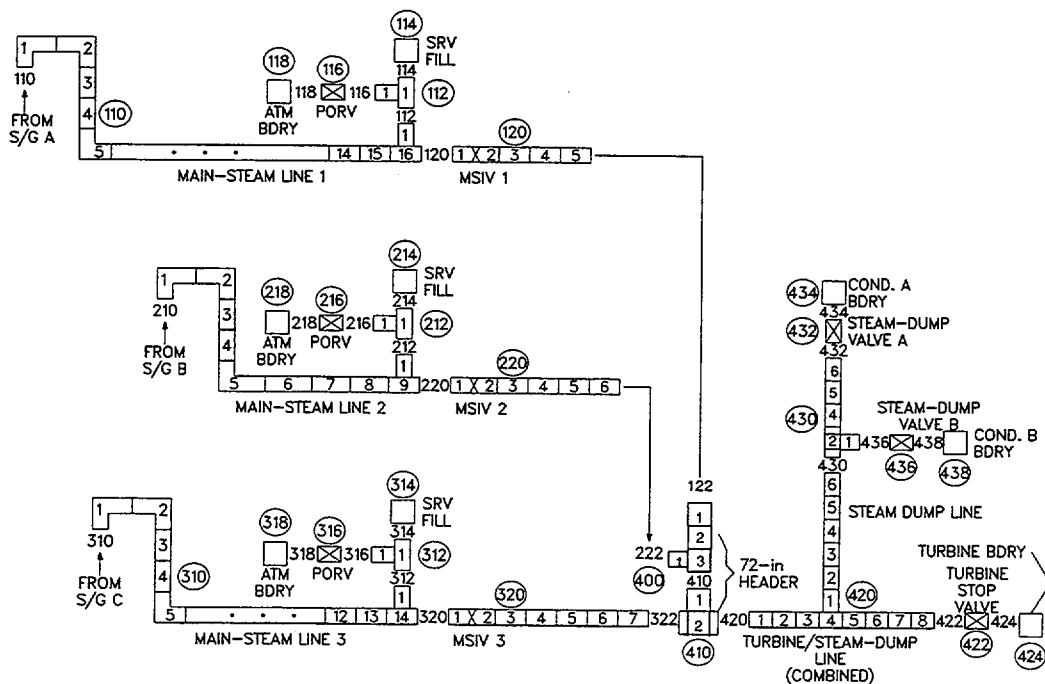 114
SRV
FILL
118
116
114
1
2
118
116
1
1
112
110
3
ATM
BDRY
PORV
112
FROM
S/G A
4
110
1
120
5
• • •
14
15
16
120
1
2
3
4
5
MAIN-STEAM LINE 1
MSIV 1
122
214
SRV
FILL
218
216
214
1
2
218
216
1
1
212
210
3
ATM
BDRY
PORV
212
FROM
S/G B
4
1
220
5
6
7
8
9
220
1
2
3
4
5
6
MAIN-STEAM LINE 2
MSIV 2
434
COND. A
BDRY
434
432
STEAM-DUMP
VALVE A
432
6
5
430
4
STEAM-DUMP
VALVE B
2
1
436
438
COND. B
BDRY
430
436
438
6
5
STEAM DUMP LINE
4
3
2
1
314
SRV
FILL
318
316
314
1
2
318
316
1
1
312
310
3
ATM
BDRY
PORV
312
FROM
S/G C
4
310
1
320
5
• • •
12
13
14
320
1
2
3
4
5
6
7
322
MAIN-STEAM LINE 3
MSIV 3
1
2
222
1
3
400
410
72-in
HEADER
1
2
410
420
420
1
2
3
4
5
6
7
8
422
424
TURBINE BDRY
TURBINE
STOP
VALVE
422
424
TURBINE/STEAM-DUMP
LINE
(COMBINED)